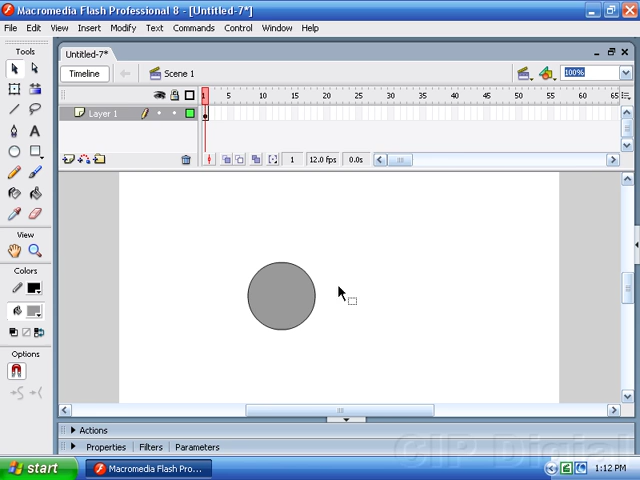 Macromedia Flash Professional 8 - [Untitled-7*]
File Edit View Insert Modify Text Commands Control Window Help
Tools
Untitled-7*
Timeline Scene 1 100%
1 5 10 15 20 25 30 35 40 45 50 55 60 65
Layer 1
1 12.0 fps 0.0s
View
Colors
Options
Actions
Properties Filters Parameters
CIP Digital
start Macromedia Flash Pro... 1:12 PM